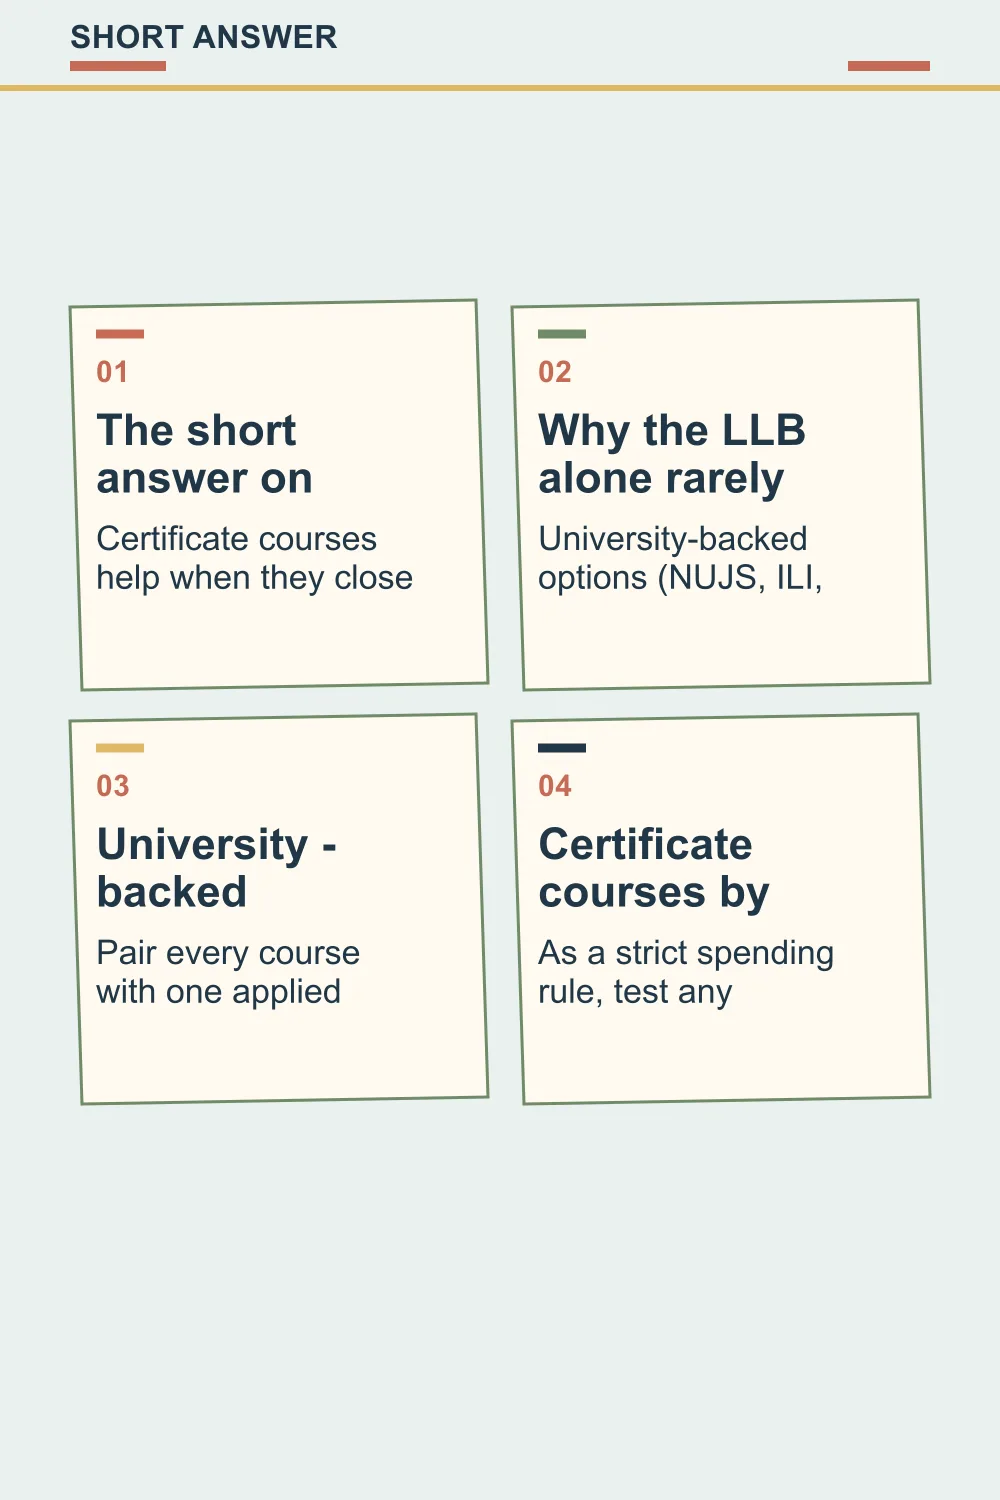 SHORT ANSWER
01
The short
answer on
Certificate courses
help when they close
02
Why the LLB
alone rarely
University-backed
options (NUJS, ILI,
03
University -
backed
Pair every course
with one applied
04
Certificate
courses by
As a strict spending
rule, test any